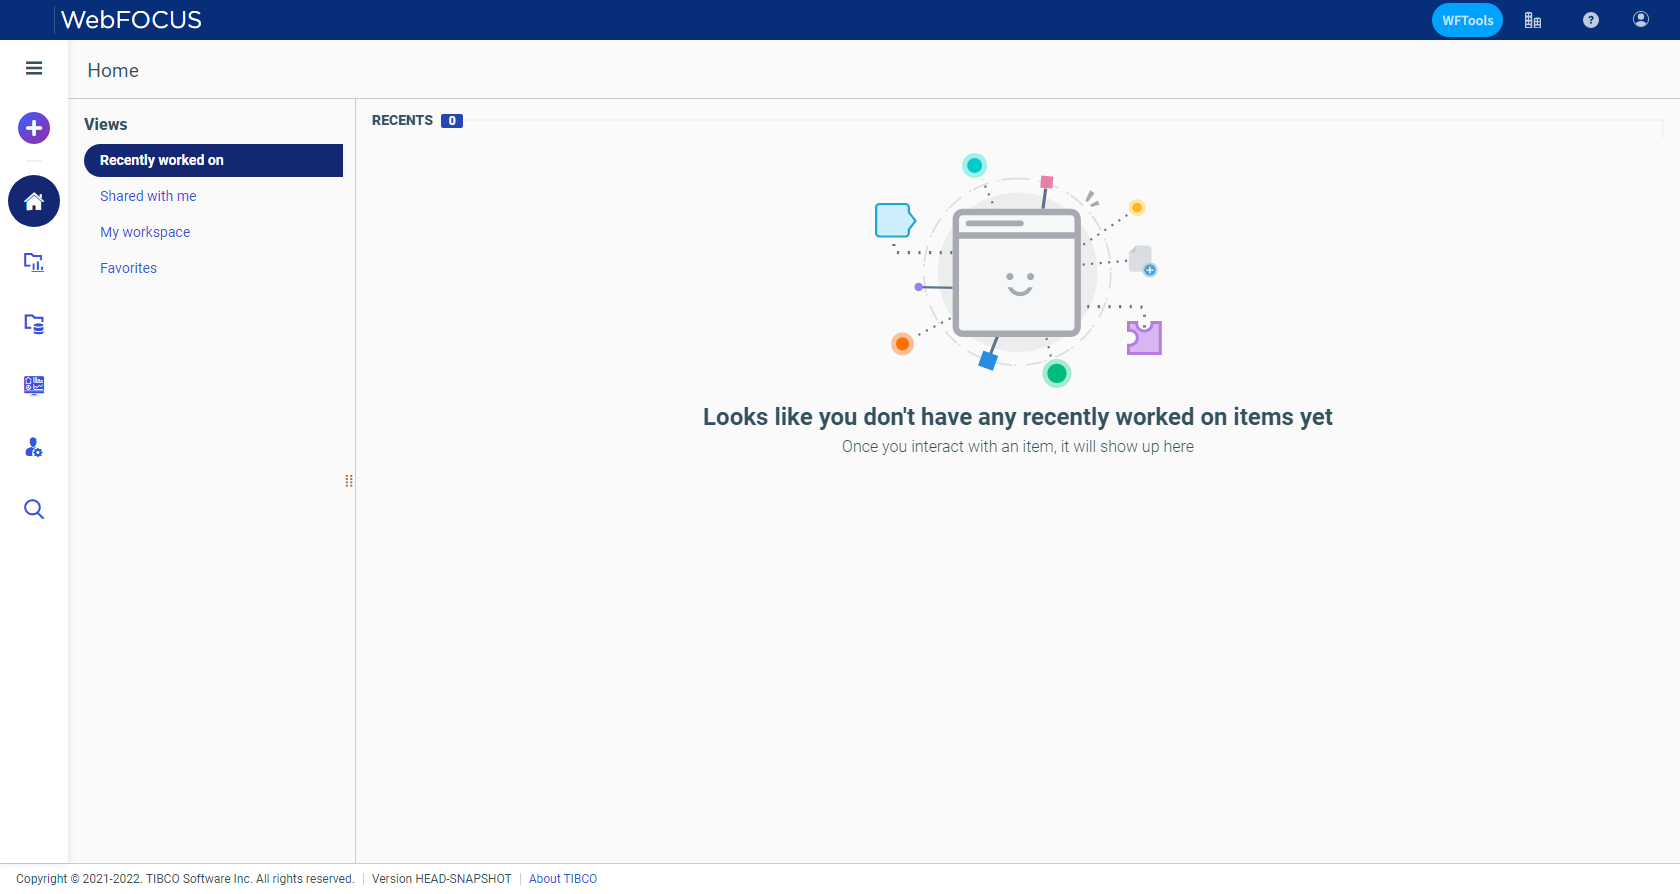 WebFOCUS
WFTools
Home
Views
Recently worked on
Shared with me
My workspace
Favorites
RECENTS 0
Looks like you don't have any recently worked on items yet
Once you interact with an item, it will show up here
Copyright © 2021-2022. TIBCO Software Inc. All rights reserved. Version HEAD-SNAPSHOT About TIBCO